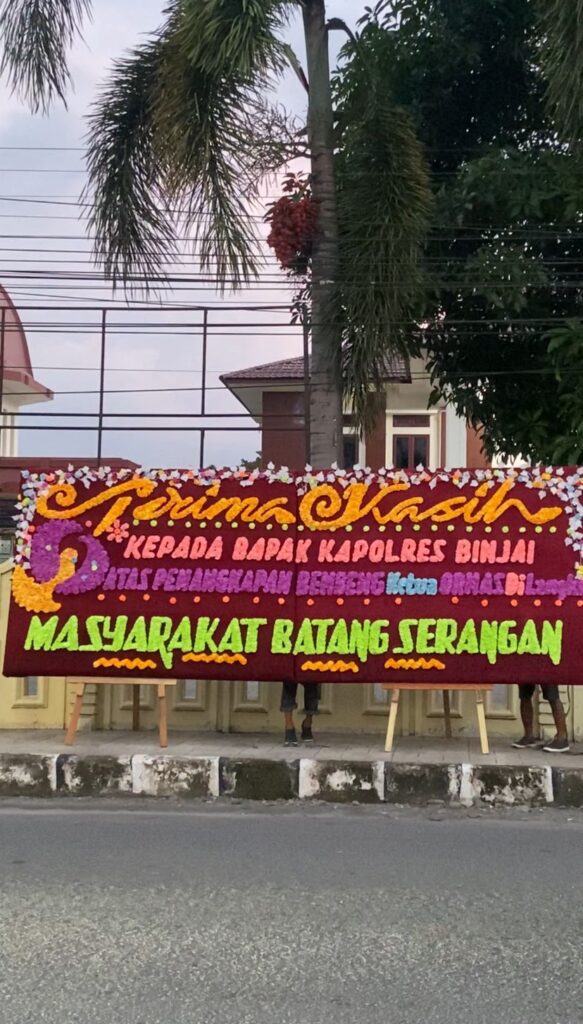 Terima Kasih
KEPADA BAPAK KAPOLRES BINJAI
ATAS PENANGKAPAN BENBENG Ketua ORMAS Di Langkat
MASYARAKAT BATANG SERANGAN